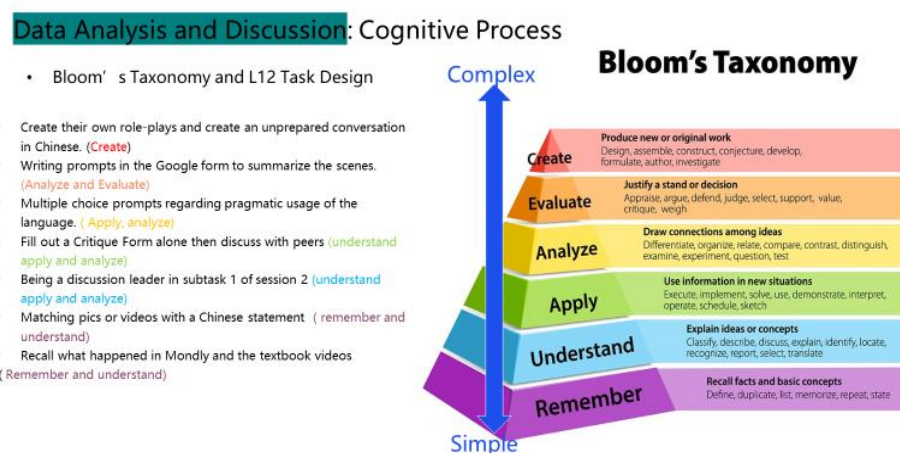 Data Analysis and Discussion: Cognitive Process
• Bloom's Taxonomy and L12 Task Design
Create their own role-plays and create an unprepared conversation
in Chinese. (Create)
Writing prompts in the Google form to summarize the scenes.
(Analyze and Evaluate)
Multiple choice prompts regarding pragmatic usage of the
language. ( Apply, analyze)
Fill out a Critique Form alone then discuss with peers (understand
apply and analyze)
Being a discussion leader in subtask 1 of session 2 (understand
apply and analyze)
Matching pics or videos with a Chinese statement ( remember and
understand)
Recall what happened in Mondly and the textbook videos
( Remember and understand)
Complex
Simple
Bloom's Taxonomy
Create
Produce new or original work
Design, assemble, construct, conjecture, develop,
formulate, author, investigate
Evaluate
Justify a stand or decision
Appraise, argue, defend, judge, select, support, value,
critique, weigh
Analyze
Draw connections among ideas
Differentiate, organize, relate, compare, contrast, distinguish,
examine, experiment, question, test
Apply
Use information in new situations
Execute, implement, solve, use, demonstrate, interpret,
operate, schedule, sketch
Understand
Explain ideas or concepts
Classify, describe, discuss, explain, identify, locate,
recognize, report, select, translate
Remember
Recall facts and basic concepts
Define, duplicate, list, memorize, repeat, state